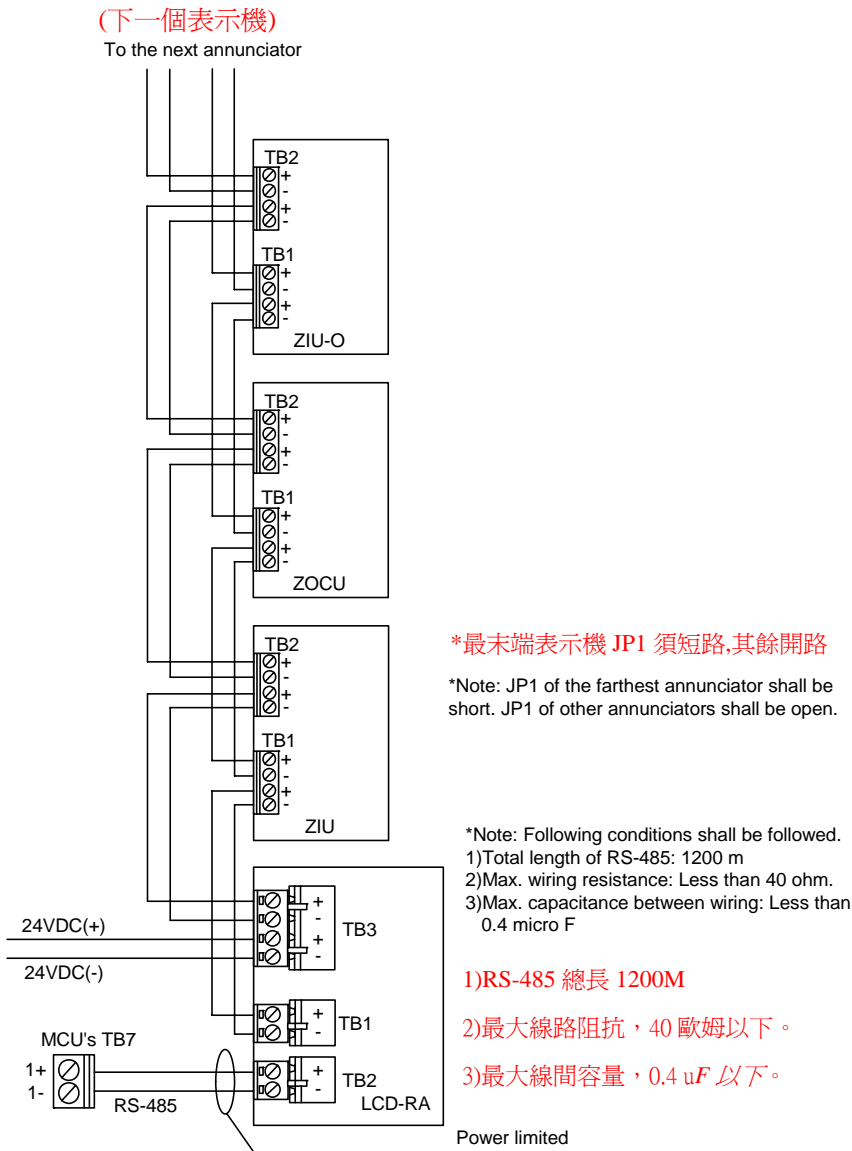 (下一個表示機)
To the next annunciator
TB2
+
-
+
-
TB1
+
-
+
-
ZIU-O
TB2
+
-
+
-
TB1
+
-
+
-
ZOCU
TB2
+
-
+
-
TB1
+
-
+
-
ZIU
*最末端表示機 JP1 須短路,其餘開路
*Note: JP1 of the farthest annunciator shall be
short. JP1 of other annunciators shall be open.
*Note: Following conditions shall be followed.
1)Total length of RS-485: 1200 m
2)Max. wiring resistance: Less than 40 ohm.
3)Max. capacitance between wiring: Less than
0.4 micro F
1)RS-485 總長 1200M
2)最大線路阻抗，40 歐姆以下。
3)最大線間容量，0.4 uF 以下。
24VDC(+)
24VDC(-)
+
-
+
-
TB3
+
-
TB1
MCU's TB7
1+
1-
RS-485
+
-
TB2
LCD-RA
Power limited